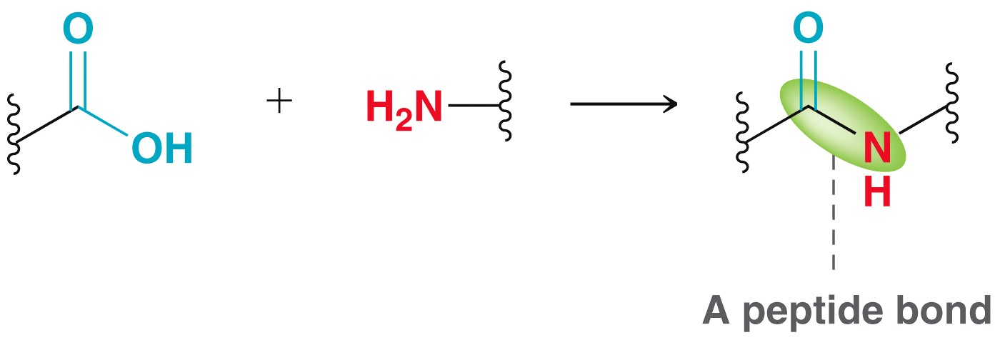 O
OH
+
H₂N
O
N
H
A peptide bond